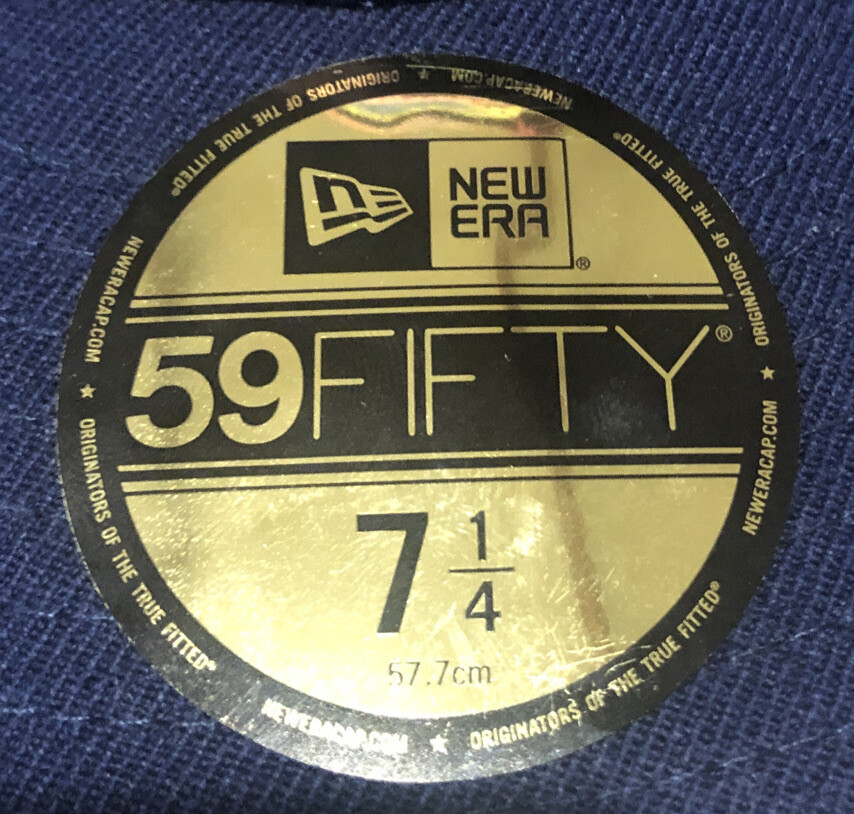 NEW
ERA
®
59FIFTY®
7 1/4
57.7cm
NEWERACAP.COM ★ ORIGINATORS OF THE TRUE FITTED®
NEWERACAP.COM ★ ORIGINATORS OF THE TRUE FITTED®
NEWERACAP.COM ★ ORIGINATORS OF THE TRUE FITTED®
NEWERACAP.COM ★ ORIGINATORS OF THE TRUE FITTED®